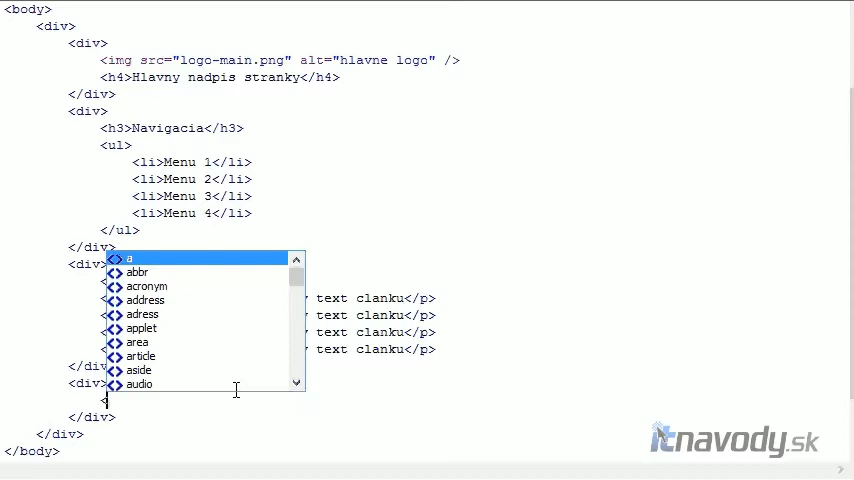 <body>
<div>
<div>
<img src="logo-main.png" alt="hlavne logo" />
<h4>Hlavny nadpis stranky</h4>
</div>
<div>
<h3>Navigacia</h3>
<ul>
<li>Menu 1</li>
<li>Menu 2</li>
<li>Menu 3</li>
<li>Menu 4</li>
</ul>
</div>
<div>
<
< text clanku</p>
< text clanku</p>
< text clanku</p>
< text clanku</p>
</div>
<div>
<
</div>
</div>
</body>
a
abbr
acronym
address
adress
applet
area
article
aside
audio
itnavody.sk